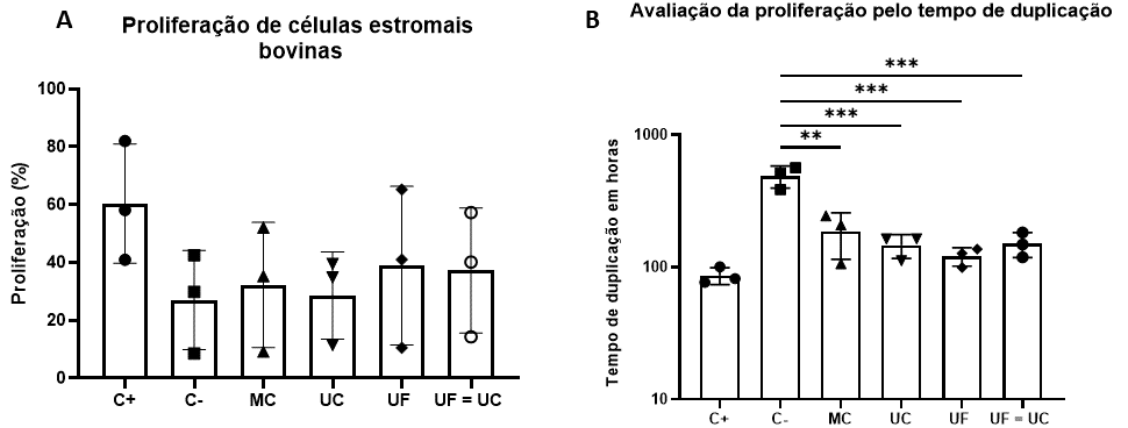 A
Proliferação de células estromais
bovinas
Proliferação (%)
100
80
60
40
20
0
C+ C- MC UC UF UF = UC
B
Avaliação da proliferação pelo tempo de duplicação
Tempo de duplicação em horas
***
***
***
**
1000
100
10
C+ C- MC UC UF UF = UC